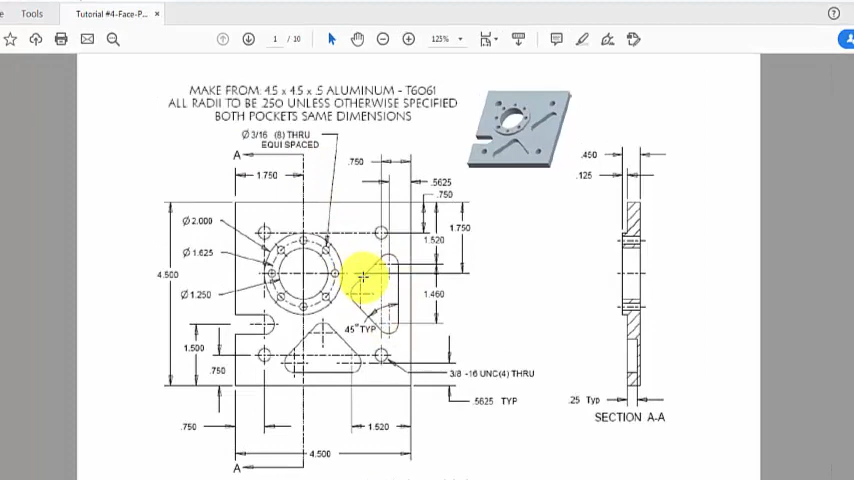 Tools
Tutorial #4-Face-P... ×
1 / 10
125%
MAKE FROM: 4.5 x 4.5 x .5 ALUMINUM - T6061
ALL RADII TO BE .250 UNLESS OTHERWISE SPECIFIED
BOTH POCKETS SAME DIMENSIONS
Ø 3/16 (8) THRU
EQUI SPACED
A
.750
.450
.125
1.750
.5625
.750
Ø 2.000
1.520
1.750
Ø 1.625
4.500
Ø 1.250
1.460
45° TYP
1.500
.750
3/8 -16 UNC(4) THRU
.5625 TYP
.25 Typ
SECTION A-A
.750
1.520
4.500
A